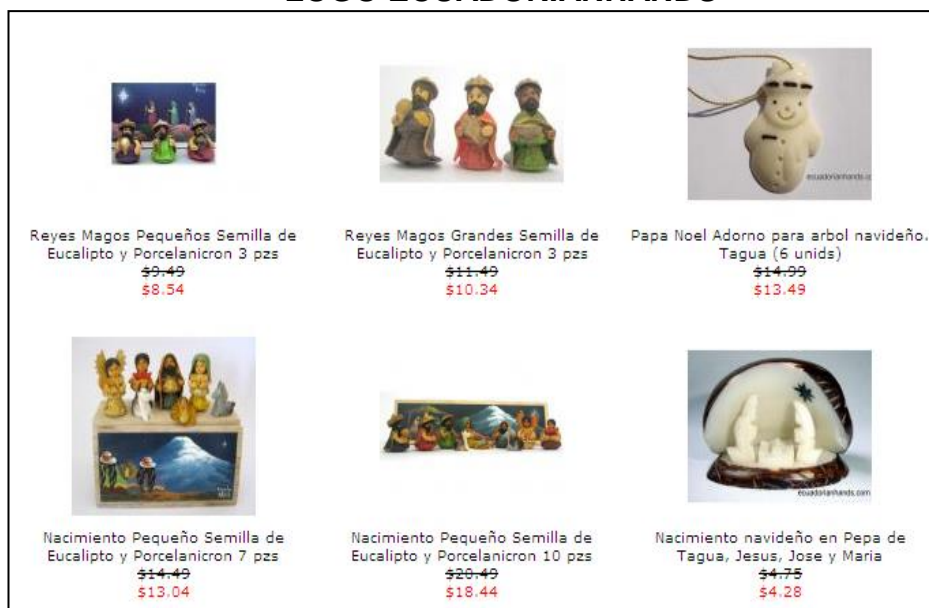 Reyes Magos Pequeños Semilla de
Eucalipto y Porcelanicron 3 pzs
$9.49
$8.54
Reyes Magos Grandes Semilla de
Eucalipto y Porcelanicron 3 pzs
$11.49
$10.34
ecuadorianhands.co
Papa Noel Adorno para arbol navideño.
Tagua (6 unids)
$14.99
$13.49
Nacimiento Pequeño Semilla de
Eucalipto y Porcelanicron 7 pzs
$14.49
$13.04
Nacimiento Pequeño Semilla de
Eucalipto y Porcelanicron 10 pzs
$20.49
$18.44
ecuadorianhands.com
Nacimiento navideño en Pepa de
Tagua, Jesus, Jose y Maria
$4.75
$4.28